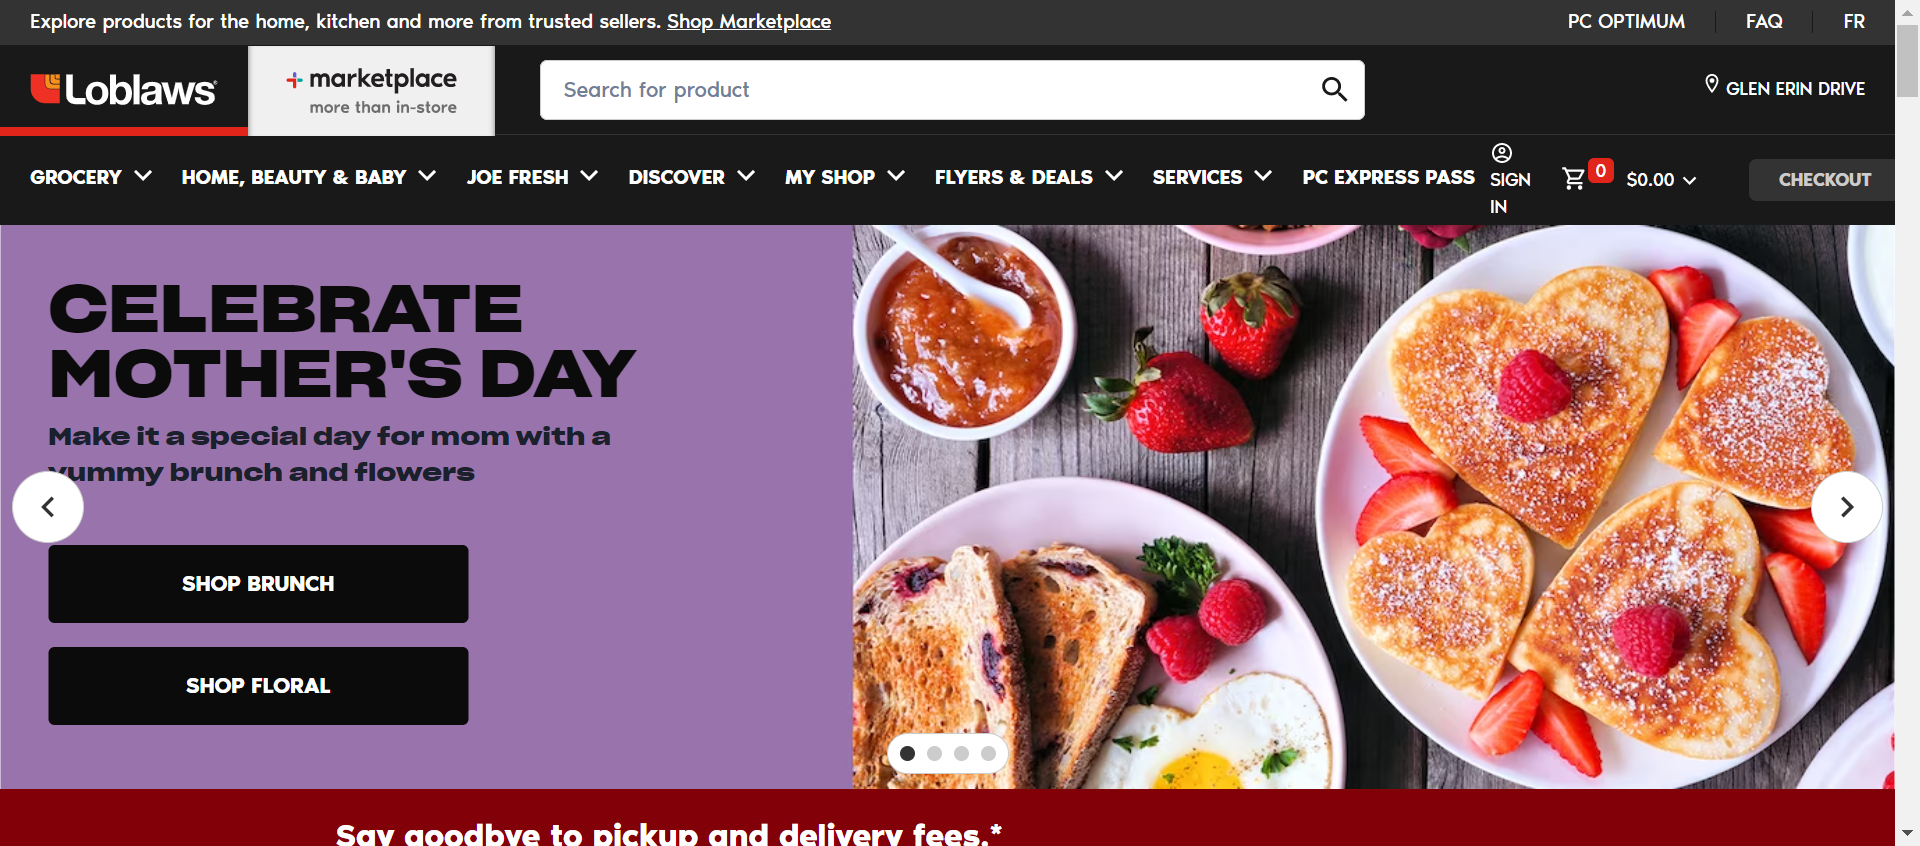 Explore products for the home, kitchen and more from trusted sellers. Shop Marketplace
PC OPTIMUM
FAQ
FR
Loblaws
marketplace
more than in-store
Search for product
GLEN ERIN DRIVE
GROCERY
HOME, BEAUTY & BABY
JOE FRESH
DISCOVER
MY SHOP
FLYERS & DEALS
SERVICES
PC EXPRESS PASS
SIGN
IN
0
$0.00
CHECKOUT
CELEBRATE
MOTHER'S DAY
Make it a special day for mom with a
yummy brunch and flowers
SHOP BRUNCH
SHOP FLORAL
Say goodbye to pickup and delivery fees.*